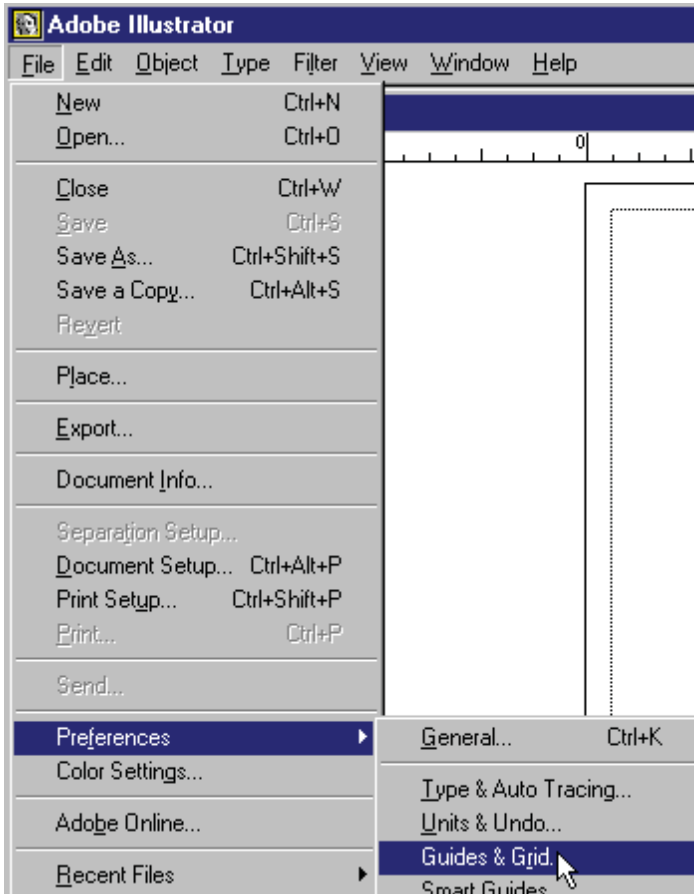 Adobe Illustrator
File Edit Object Type Filter View Window Help
New Ctrl+N
Open... Ctrl+O
0
Close Ctrl+W
Save Ctrl+S
Save As... Ctrl+Shift+S
Save a Copy... Ctrl+Alt+S
Revert
Place...
Export...
Document Info...
Separation Setup...
Document Setup... Ctrl+Alt+P
Print Setup... Ctrl+Shift+P
Print... Ctrl+P
Send...
Preferences
General... Ctrl+K
Color Settings...
Type & Auto Tracing...
Adobe Online...
Units & Undo...
Guides & Grid.
Recent Files
Smart Guides